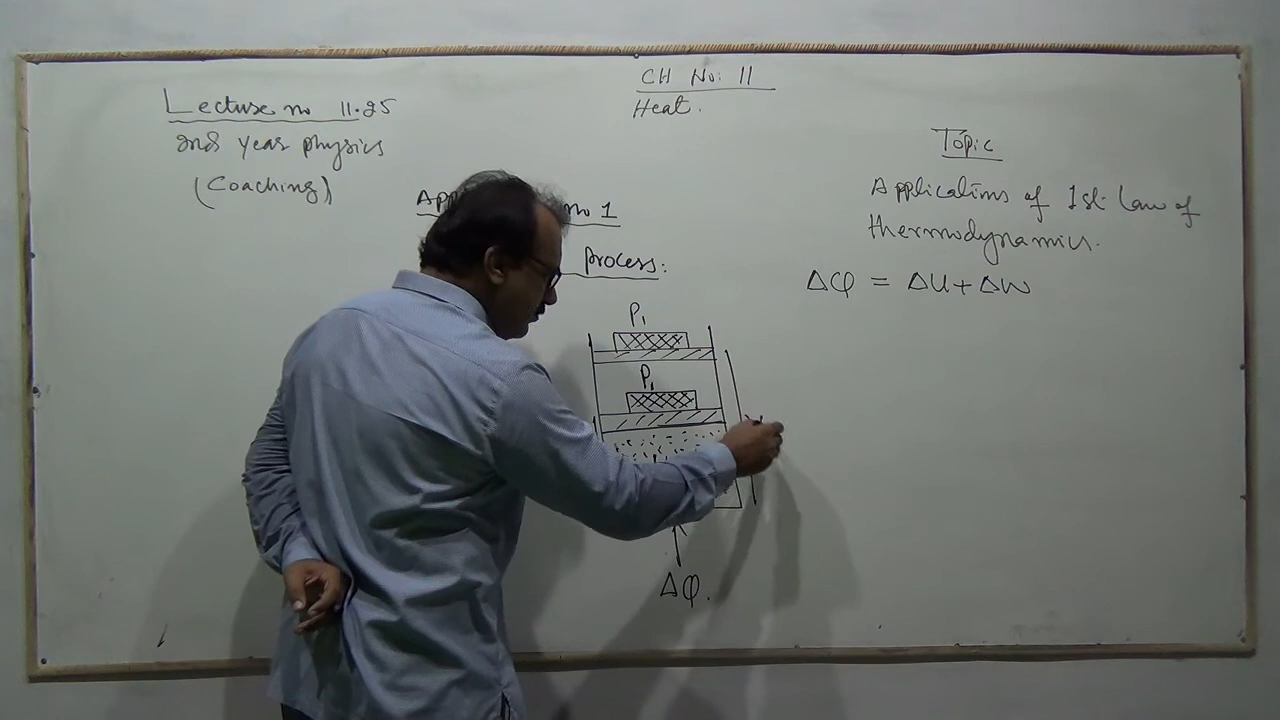 CH No: 11
Heat.
Lecture no 11.25
2nd year physics
(Coaching)
Topic
Applications of 1st law of
thermodynamics.
ΔQ = ΔU + ΔW
no 1
Process:
P₁
P₁
ΔQ.